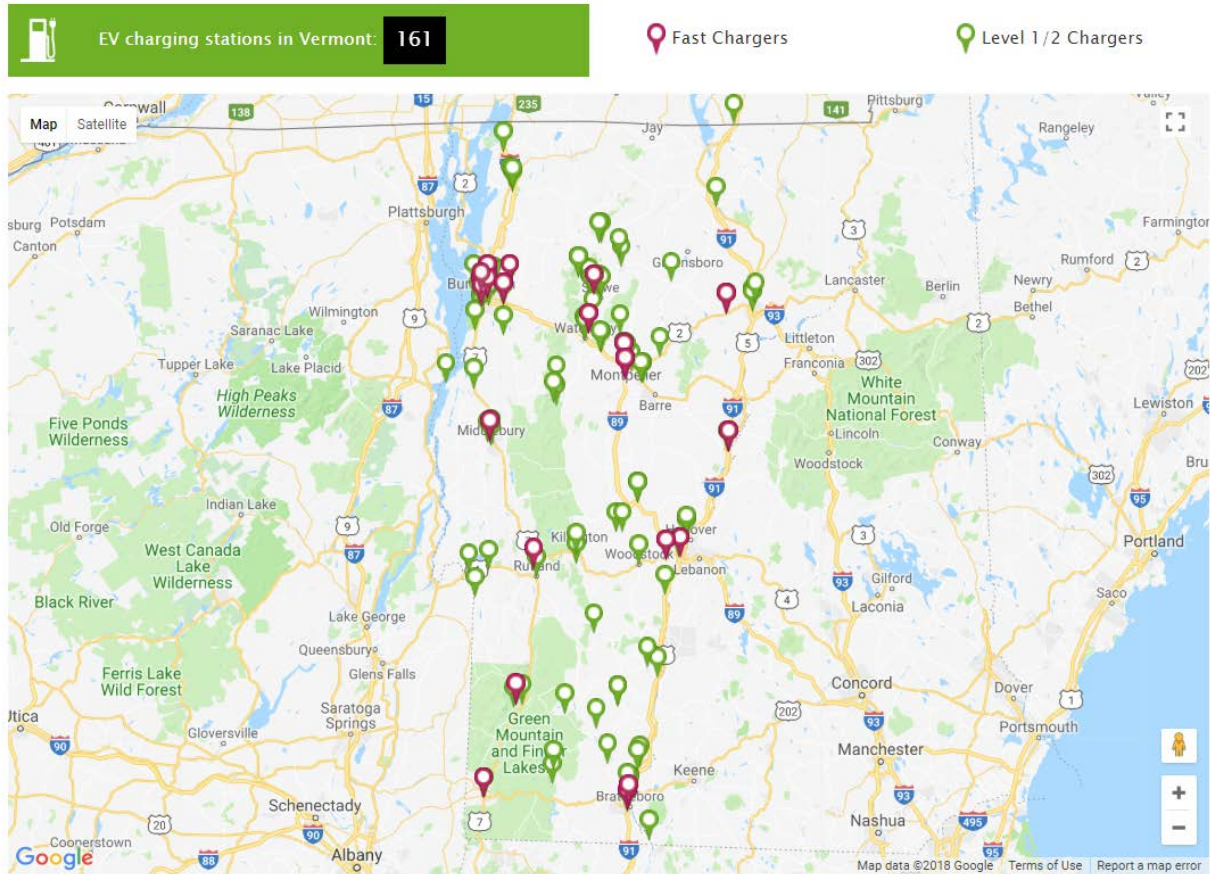 EV charging stations in Vermont: 161
Fast Chargers
Level 1/2 Chargers
Map Satellite
138
15
235
141
Pittsburg
Jay
Rangeley
87
2
Plattsburgh
Potsdam
Canton
91
3
Farmington
Greensboro
Rumford
2
Lancaster
Berlin
Newry
Bethel
Wilmington
9
93
Saranac Lake
2
5
Littleton
2
Tupper Lake
Lake Placid
Franconia
302
Montpelier
202
High Peaks
Wilderness
White
Mountain
National Forest
87
Barre
91
Lewiston
Five Ponds
Wilderness
89
Middlebury
Lincoln
Conway
Woodstock
302
91
95
Indian Lake
Old Forge
9
3
Killington
Portland
West Canada
Lake
Wilderness
87
Woodstock
Rutland
Lebanon
93
Gilford
Laconia
Saco
Black River
4
Lake George
89
Queensbury
Glens Falls
Ferris Lake
Wild Forest
Concord
Dover
1
Saratoga
Springs
202
93
Green
Mountain
and Finger
Lakes
Gloversville
Portsmouth
90
Manchester
Keene
93
Brattleboro
Schenectady
7
20
90
Nashua
495
Cooperstown
Google
88
Albany
91
95
Map data ©2018 Google Terms of Use Report a map error